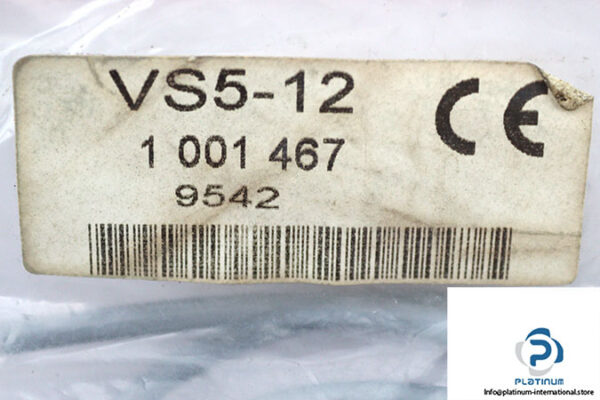 VS5-12
CE
1 001 467
9542
PLATINUM
Info@platinum-international.store